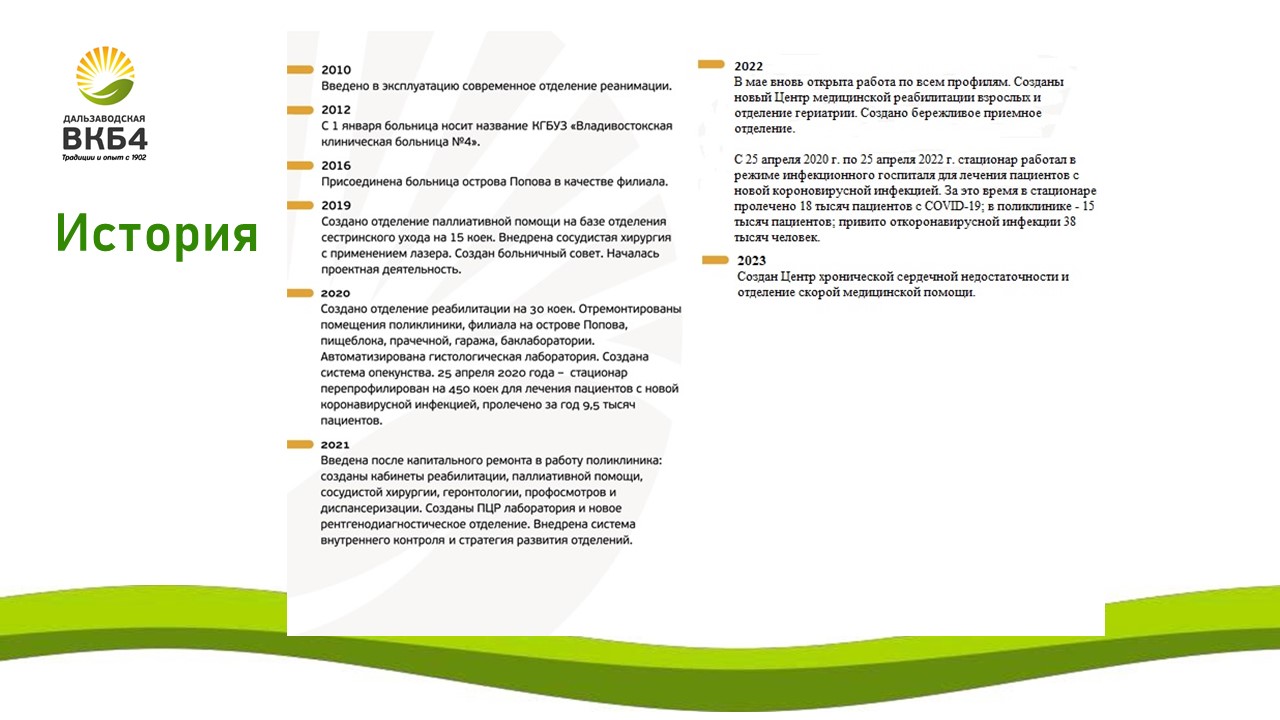 ДАЛЬЗАВОДСКАЯ
ВКБ4
Традиции и опыт с 1902
История
2010
Введено в эксплуатацию современное отделение реанимации.
2012
С 1 января больница носит название КГБУЗ «Владивостокская
клиническая больница №4».
2016
Присоединена больница острова Попова в качестве филиала.
2019
Создано отделение паллиативной помощи на базе отделения
сестринского ухода на 15 коек. Внедрена сосудистая хирургия
с применением лазера. Создан больничный совет. Началась
проектная деятельность.
2020
Создано отделение реабилитации на 30 коек. Отремонтированы
помещения поликлиники, филиала на острове Попова,
пищеблока, прачечной, гаража, баклаборатории.
Автоматизирована гистологическая лаборатория. Создана
система опекунства. 25 апреля 2020 года – стационар
перепрофилирован на 450 коек для лечения пациентов с новой
коронавирусной инфекцией, пролечено за год 9,5 тысяч
пациентов.
2021
Введена после капитального ремонта в работу поликлиника:
созданы кабинеты реабилитации, паллиативной помощи,
сосудистой хирургии, геронтологии, профосмотров и
диспансеризации. Созданы ПЦР лаборатория и новое
рентгенодиагностическое отделение. Внедрена система
внутреннего контроля и стратегия развития отделений.
2022
В мае вновь открыта работа по всем профилям. Созданы
новый Центр медицинской реабилитации взрослых и
отделение гериатрии. Создано бережливое приемное
отделение.
С 25 апреля 2020 г. по 25 апреля 2022 г. стационар работал в
режиме инфекционного госпиталя для лечения пациентов с
новой короновирусной инфекцией. За это время в стационаре
пролечено 18 тысяч пациентов с COVID-19; в поликлинике - 15
тысяч пациентов; привито откоронавирусной инфекции 38
тысяч человек.
2023
Создан Центр хронической сердечной недостаточности и
отделение скорой медицинской помощи.